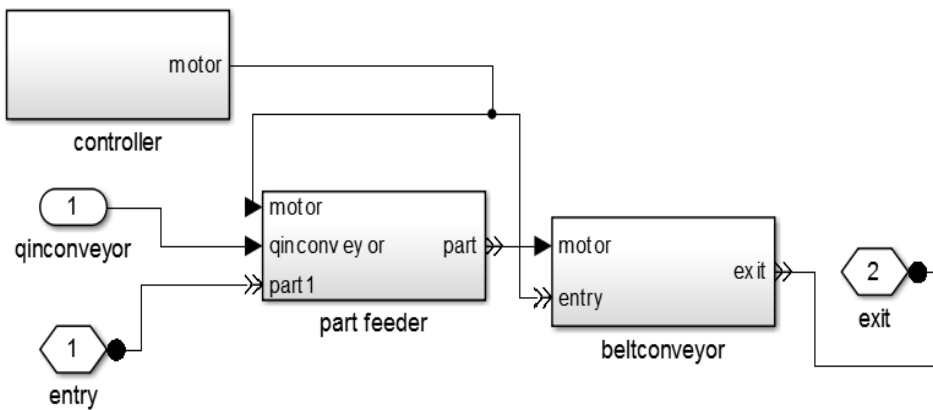 motor
controller
1
qinconveyor
motor
qinconveyor
part
part1
part feeder
1
entry
motor
exit
entry
beltconveyor
2
exit